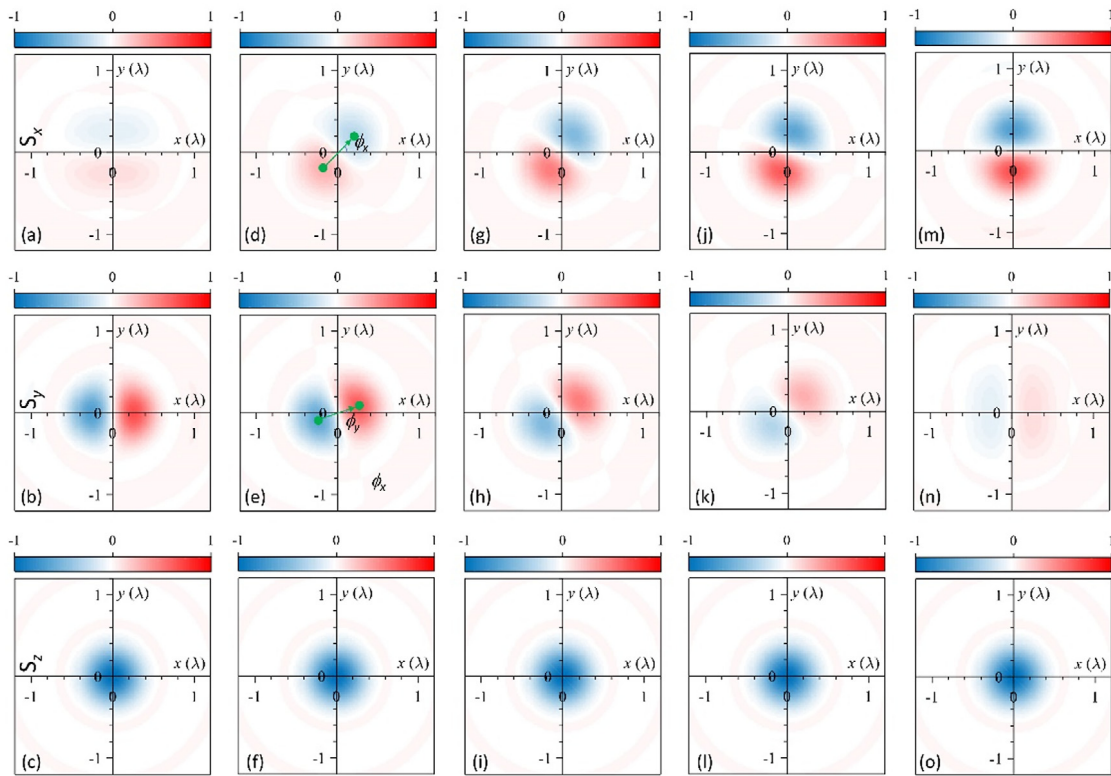 -1 0 1 -1 0 1 -1 0 1 -1 0 1 -1 0 1
Sx
1 y (λ) 1 y (λ) 1 y (λ) 1 y (λ) 1 y (λ)
x (λ) x (λ) ϕx x (λ) x (λ) x (λ)
0 0 0 0 0
-1 0 1 -1 0 1 -1 0 1 -1 0 1 -1 0 1
-1 -1 -1 -1 -1
(a) (d) (g) (j) (m)
-1 0 1 -1 0 1 -1 0 1 -1 0 1 -1 0 1
Sy
1 y (λ) 1 y (λ) 1 y (λ) 1 y (λ) 1 y (λ)
x (λ) x (λ) x (λ) x (λ) x (λ)
0 0 0 0 0
-1 0 1 -1 0 ϕy 1 -1 0 1 -1 0 1 -1 0 1
ϕx
-1 -1 -1 -1 -1
(b) (e) (h) (k) (n)
-1 0 1 -1 0 1 -1 0 1 -1 0 1 -1 0 1
Sz
1 y (λ) 1 y (λ) 1 y (λ) 1 y (λ) 1 y (λ)
x (λ) x (λ) x (λ) x (λ) x (λ)
0 0 0 0 0
-1 0 1 -1 0 1 -1 0 1 -1 0 1 -1 0 1
-1 -1 -1 -1 -1
(c) (f) (i) (l) (o)